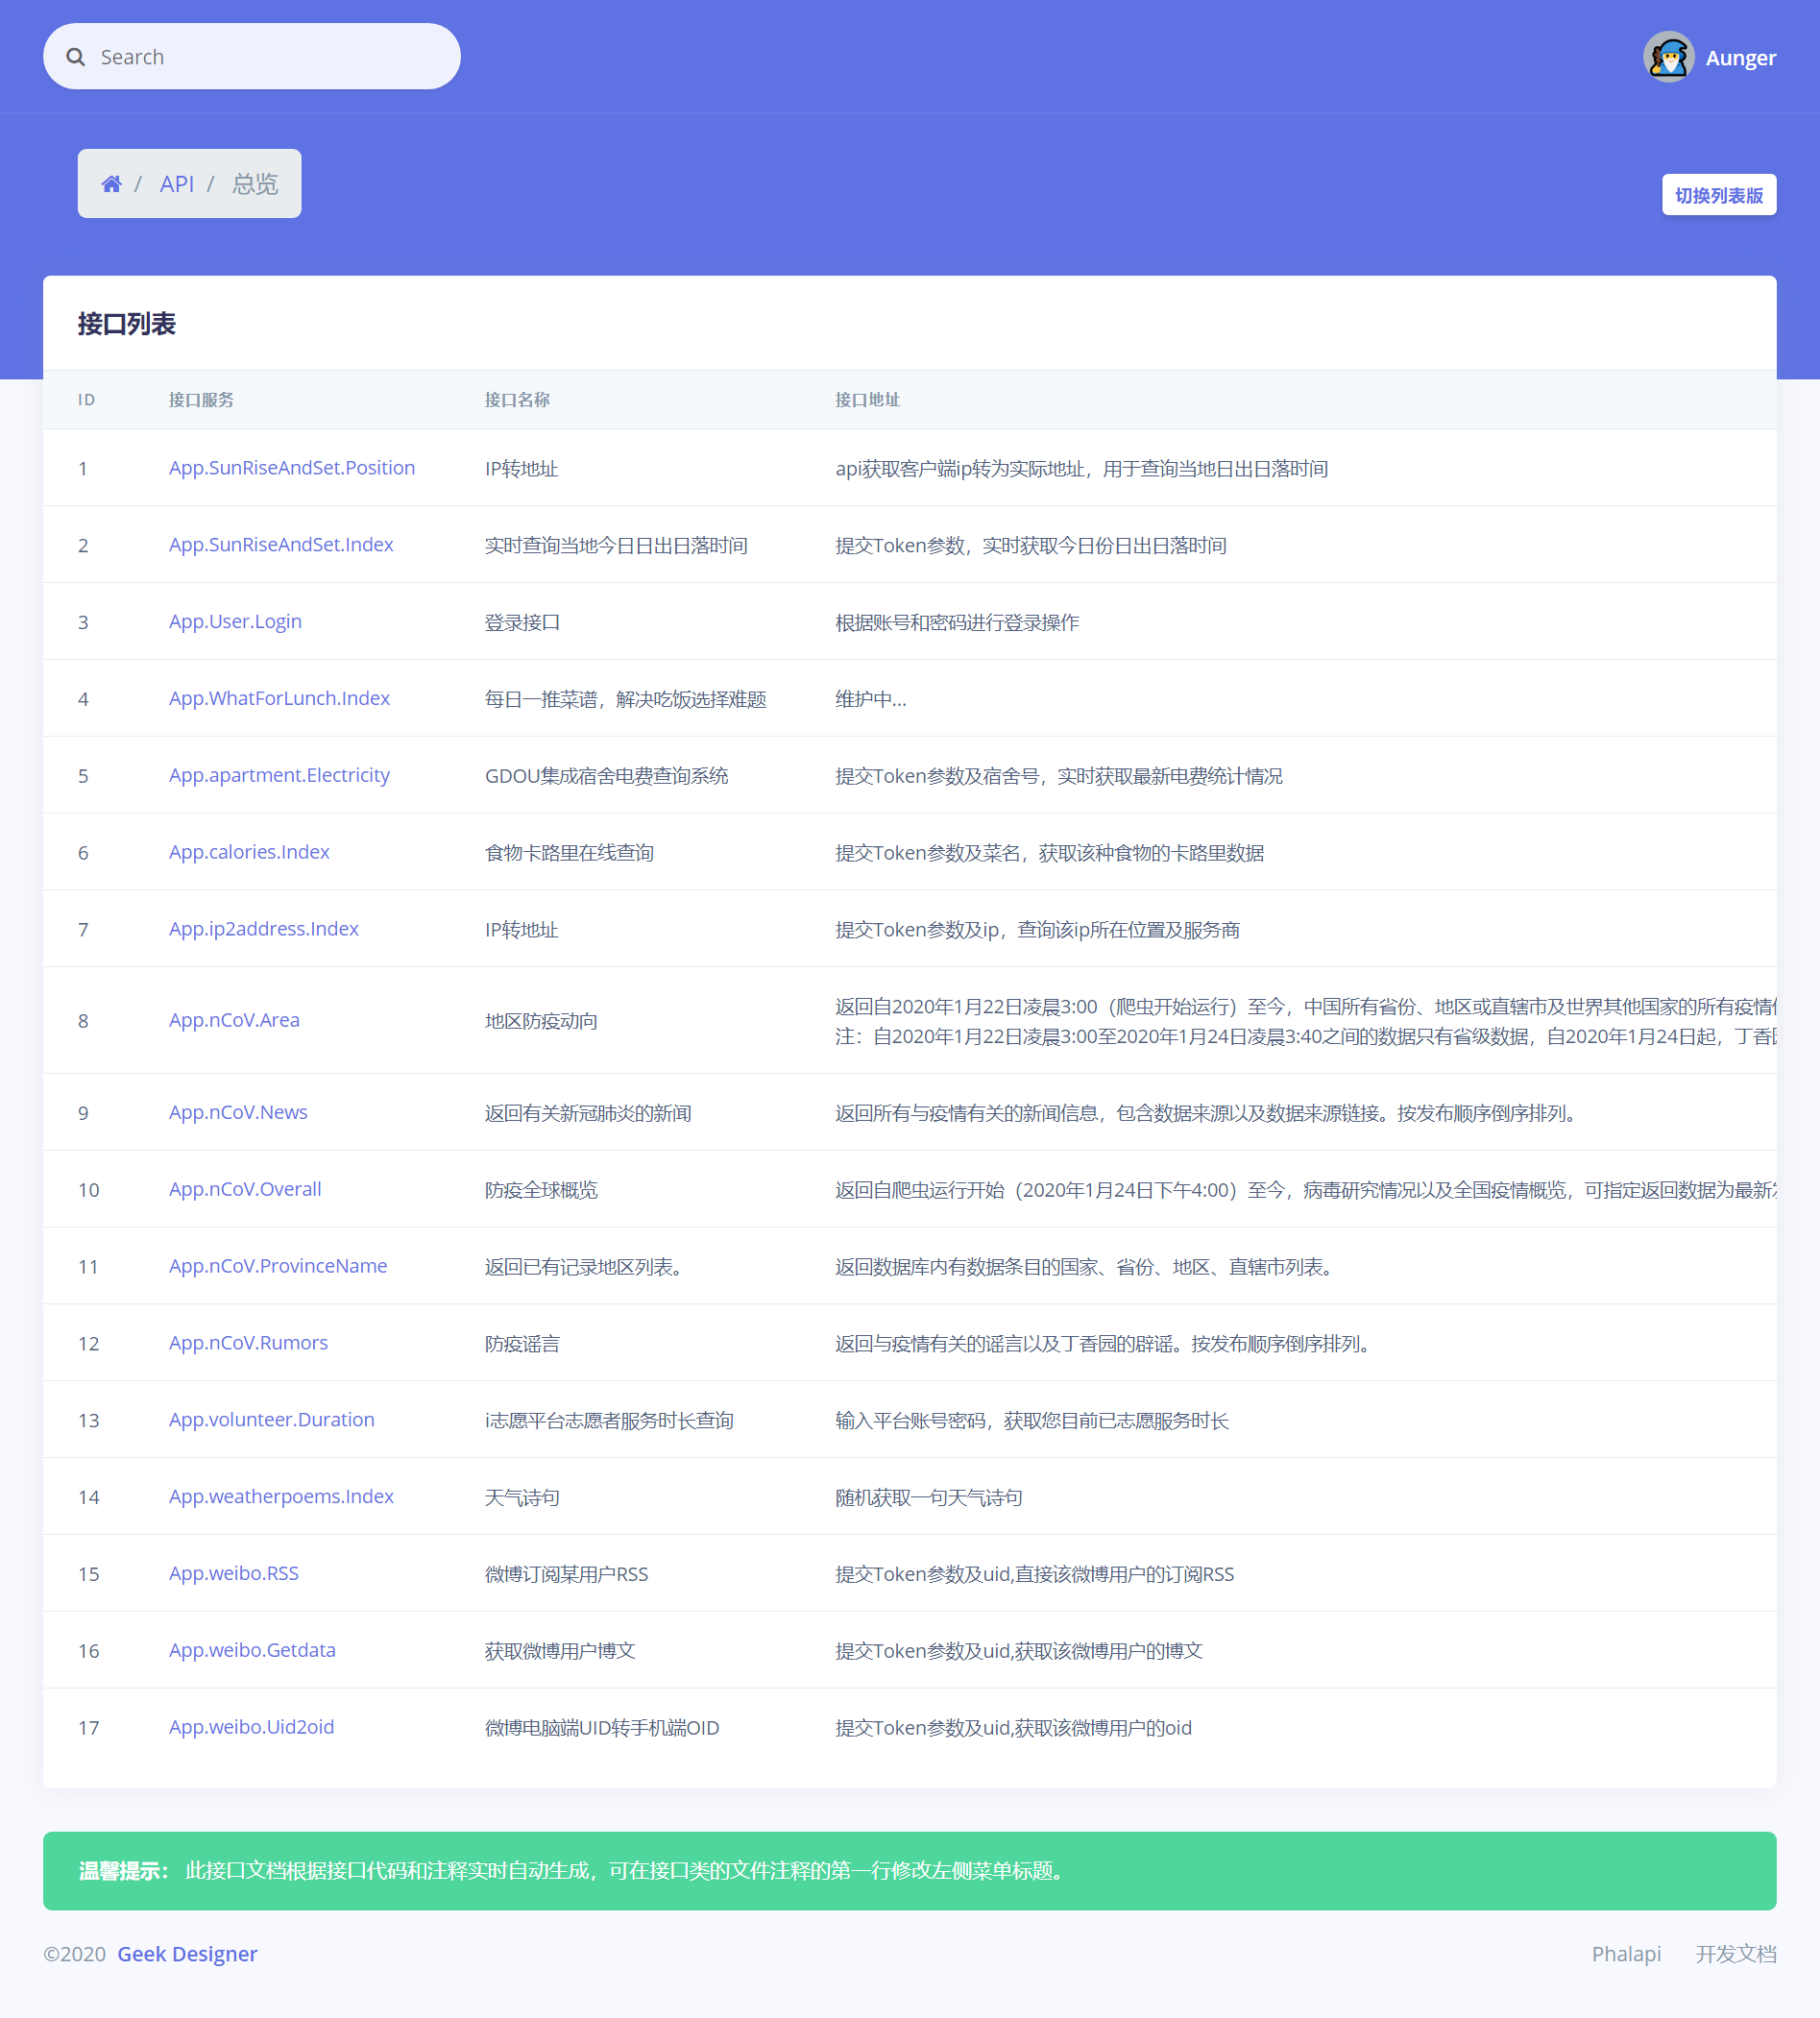 Search
Aunger
/ API / 总览
切换列表版
接口列表
ID 接口服务 接口名称 接口地址
1 App.SunRiseAndSet.Position IP转地址 api获取客户端ip转为实际地址，用于查询当地日出日落时间
2 App.SunRiseAndSet.Index 实时查询当地今日日出日落时间 提交Token参数，实时获取今日份日出日落时间
3 App.User.Login 登录接口 根据账号和密码进行登录操作
4 App.WhatForLunch.Index 每日一推菜谱，解决吃饭选择难题 维护中...
5 App.apartment.Electricity GDOU集成宿舍电费查询系统 提交Token参数及宿舍号，实时获取最新电费统计情况
6 App.calories.Index 食物卡路里在线查询 提交Token参数及菜名，获取该种食物的卡路里数据
7 App.ip2address.Index IP转地址 提交Token参数及ip，查询该ip所在位置及服务商
8 App.nCoV.Area 地区防疫动向 返回自2020年1月22日凌晨3:00（爬虫开始运行）至今，中国所有省份、地区或直辖市及世界其他国家的所有疫情
注：自2020年1月22日凌晨3:00至2020年1月24日凌晨3:40之间的数据只有省级数据，自2020年1月24日起，丁香
9 App.nCoV.News 返回有关新冠肺炎的新闻 返回所有与疫情有关的新闻信息，包含数据来源以及数据来源链接。按发布顺序倒序排列。
10 App.nCoV.Overall 防疫全球概览 返回自爬虫运行开始（2020年1月24日下午4:00）至今，病毒研究情况以及全国疫情概览，可指定返回数据为最新
11 App.nCoV.ProvinceName 返回已有记录地区列表。 返回数据库内有数据条目的国家、省份、地区、直辖市列表。
12 App.nCoV.Rumors 防疫谣言 返回与疫情有关的谣言以及丁香园的辟谣。按发布顺序倒序排列。
13 App.volunteer.Duration i志愿平台志愿者服务时长查询 输入平台账号密码，获取您目前已志愿服务时长
14 App.weatherpoems.Index 天气诗句 随机获取一句天气诗句
15 App.weibo.RSS 微博订阅某用户RSS 提交Token参数及uid,直接该微博用户的订阅RSS
16 App.weibo.Getdata 获取微博用户博文 提交Token参数及uid,获取该微博用户的博文
17 App.weibo.Uid2oid 微博电脑端UID转手机端OID 提交Token参数及uid,获取该微博用户的oid
温馨提示： 此接口文档根据接口代码和注释实时自动生成，可在接口类的文件注释的第一行修改左侧菜单标题。
©2020 Geek Designer
Phalapi 开发文档